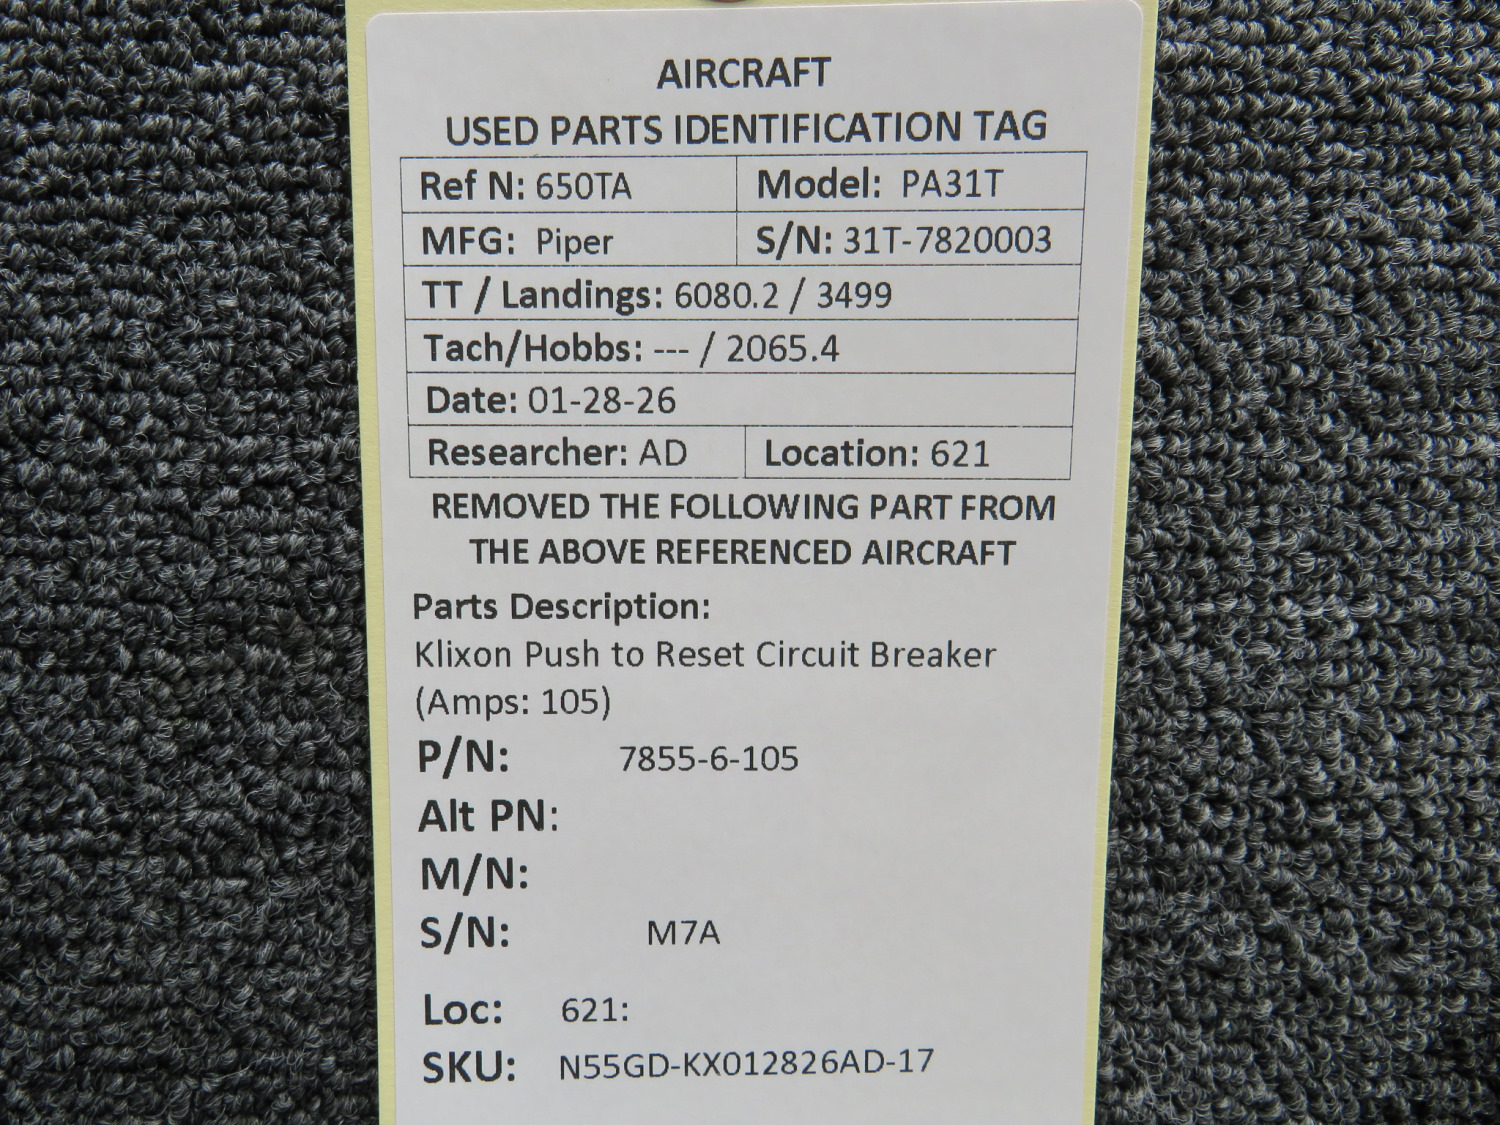 AIRCRAFT
USED PARTS IDENTIFICATION TAG
Ref N: 650TA Model: PA31T
MFG: Piper S/N: 31T-7820003
TT / Landings: 6080.2 / 3499
Tach/Hobbs: --- / 2065.4
Date: 01-28-26
Researcher: AD Location: 621
REMOVED THE FOLLOWING PART FROM
THE ABOVE REFERENCED AIRCRAFT
Parts Description:
Klixon Push to Reset Circuit Breaker
(Amps: 105)
P/N: 7855-6-105
Alt PN:
M/N:
S/N: M7A
Loc: 621:
SKU: N55GD-KX012826AD-17